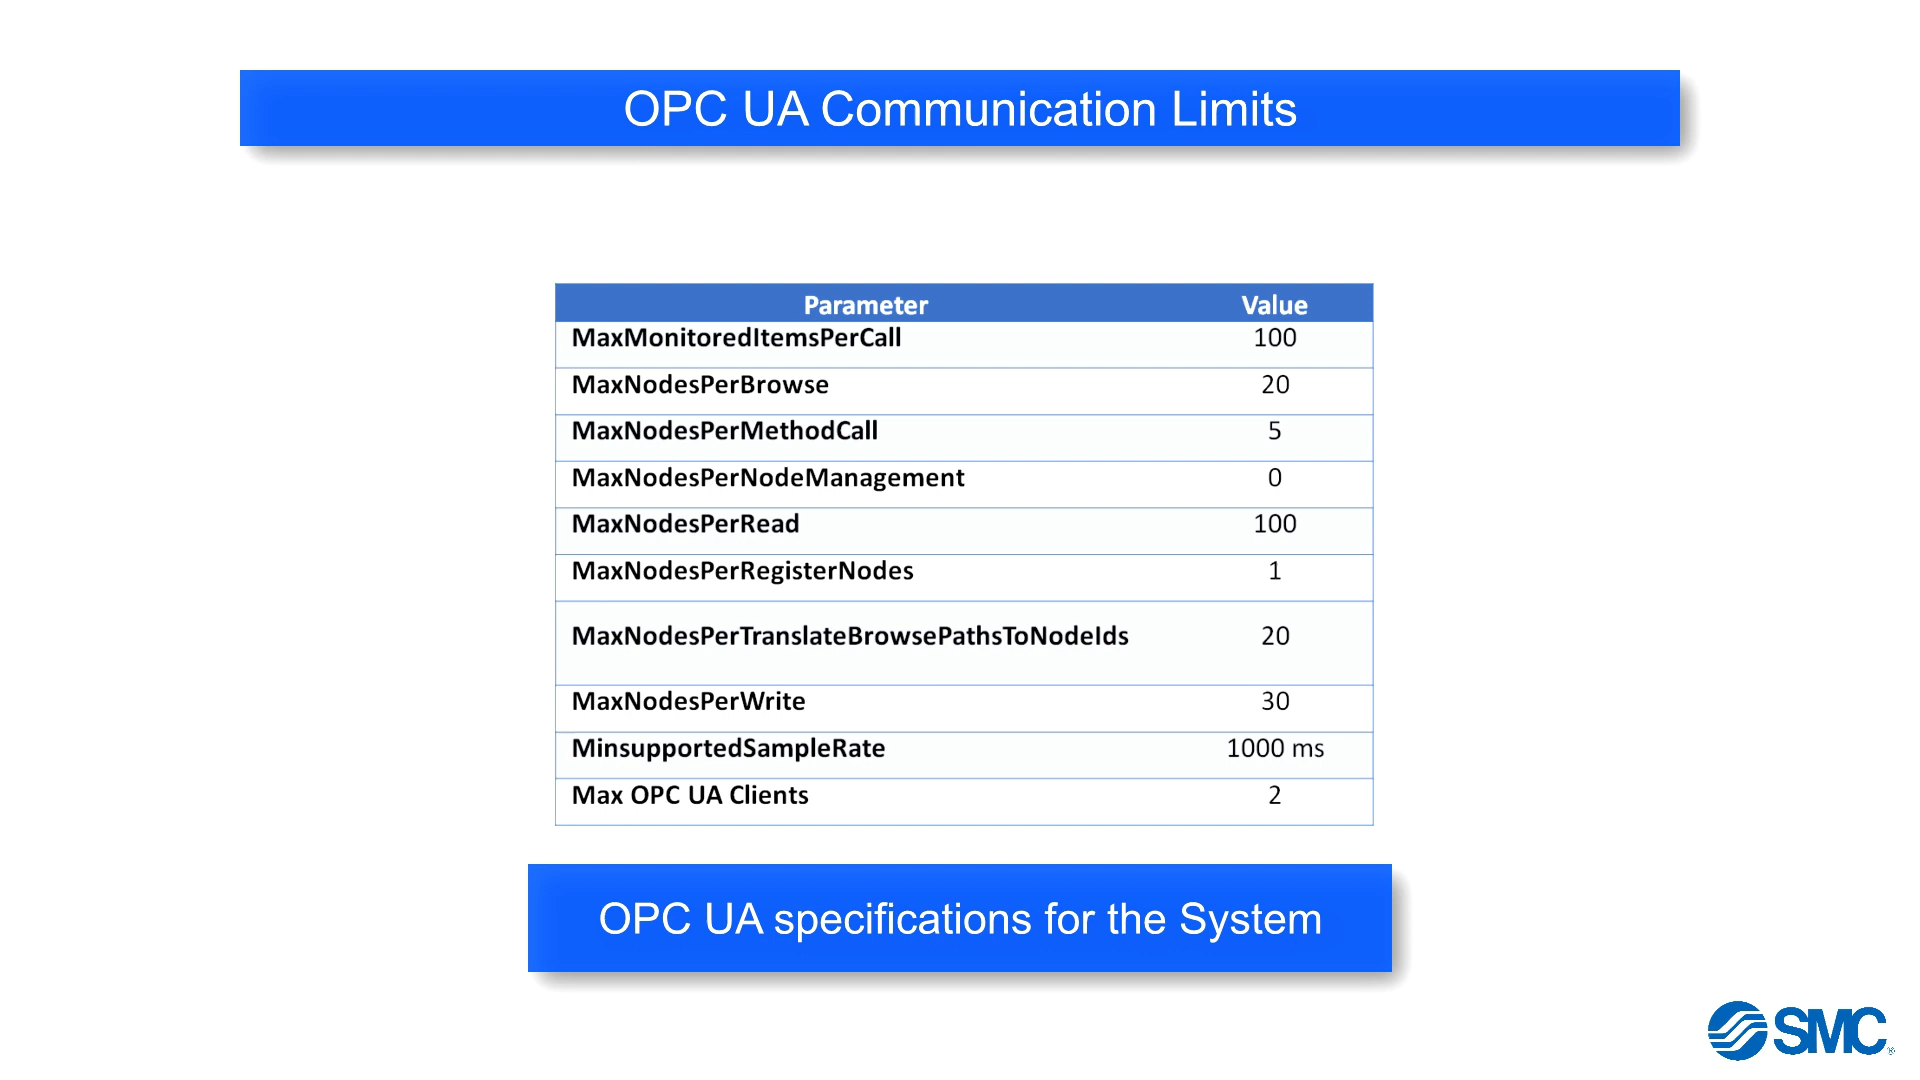 OPC UA Communication Limits
Parameter Value
MaxMonitoredItemsPerCall 100
MaxNodesPerBrowse 20
MaxNodesPerMethodCall 5
MaxNodesPerNodeManagement 0
MaxNodesPerRead 100
MaxNodesPerRegisterNodes 1
MaxNodesPerTranslateBrowsePathsToNodeIds 20
MaxNodesPerWrite 30
MinsupportedSampleRate 1000 ms
Max OPC UA Clients 2
OPC UA specifications for the System
SMC®